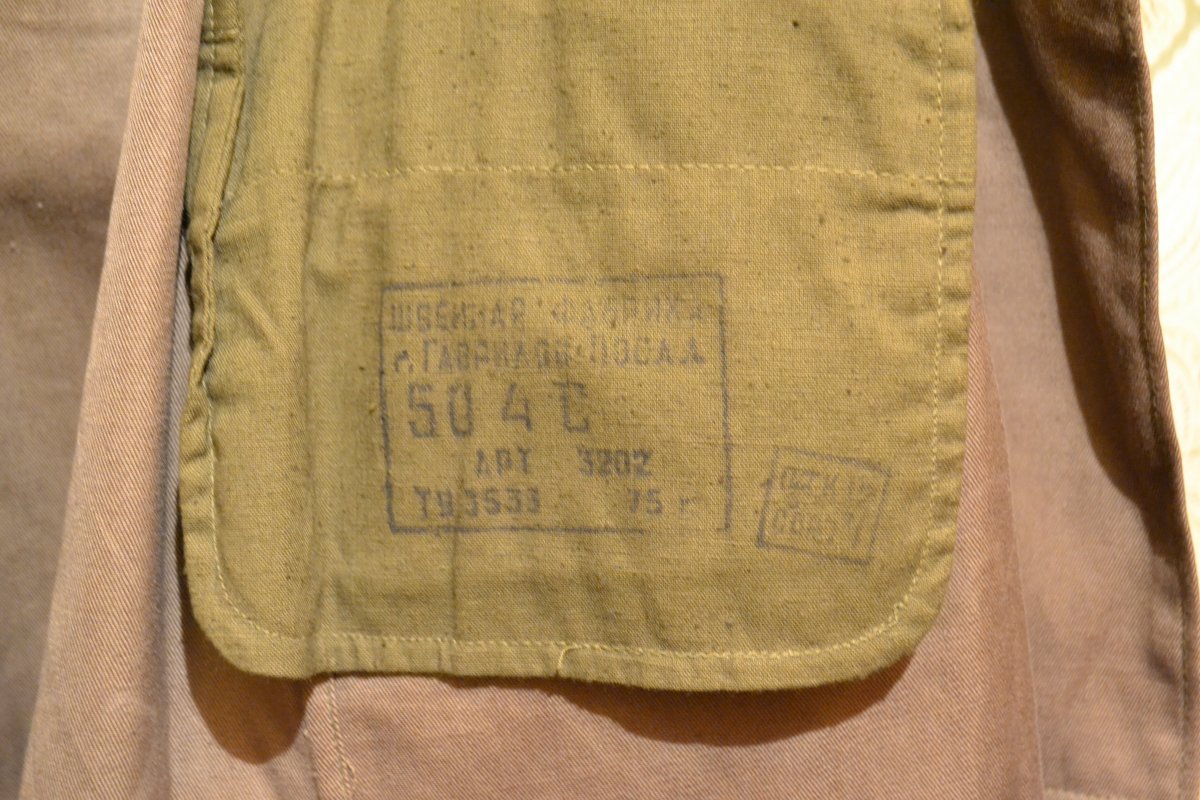 ШВЕЙНАЯ ФАБРИКА
г. ГАВРИЛОВ-ПОСАД
50 4 С
АРТ 3202
ТУ 3533 75 г